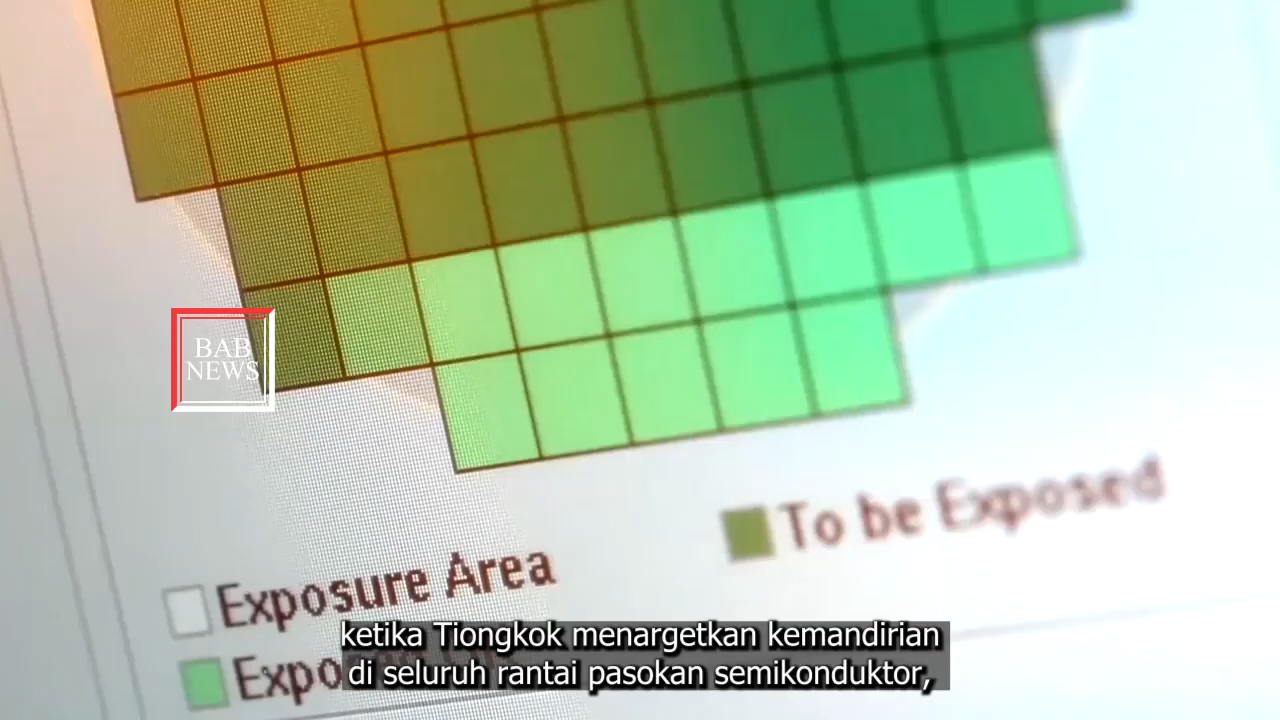 BAB
NEWS
To be Exposed
Exposure Area
ketika Tiongkok menargetkan kemandirian
di seluruh rantai pasokan semikonduktor,